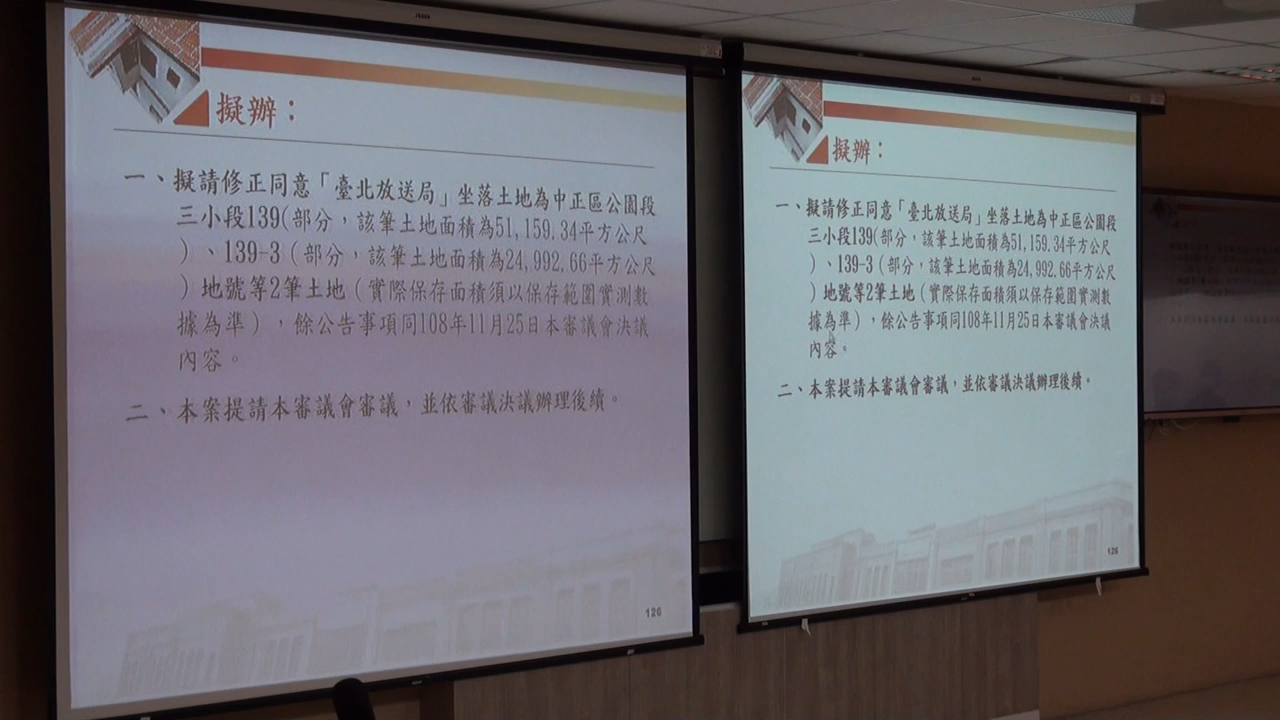 擬辦：
一、擬請修正同意「臺北放送局」坐落土地為中正區公園段
三小段139(部分，該筆土地面積為51,159.34平方公尺
)、139-3(部分，該筆土地面積為24,992.66平方公尺
)地號等2筆土地(實際保存面積須以保存範圍實測數
據為準)，餘公告事項同108年11月25日本審議會決議
內容。
二、本案提請本審議會審議，並依審議決議辦理後續。
126
擬辦：
一、擬請修正同意「臺北放送局」坐落土地為中正區公園段
三小段139(部分，該筆土地面積為51,159.34平方公尺
)、139-3(部分，該筆土地面積為24,992.66平方公尺
)地號等2筆土地(實際保存面積須以保存範圍實測數
據為準)，餘公告事項同108年11月25日本審議會決議
內容。
二、本案提請本審議會審議，並依審議決議辦理後續。
126